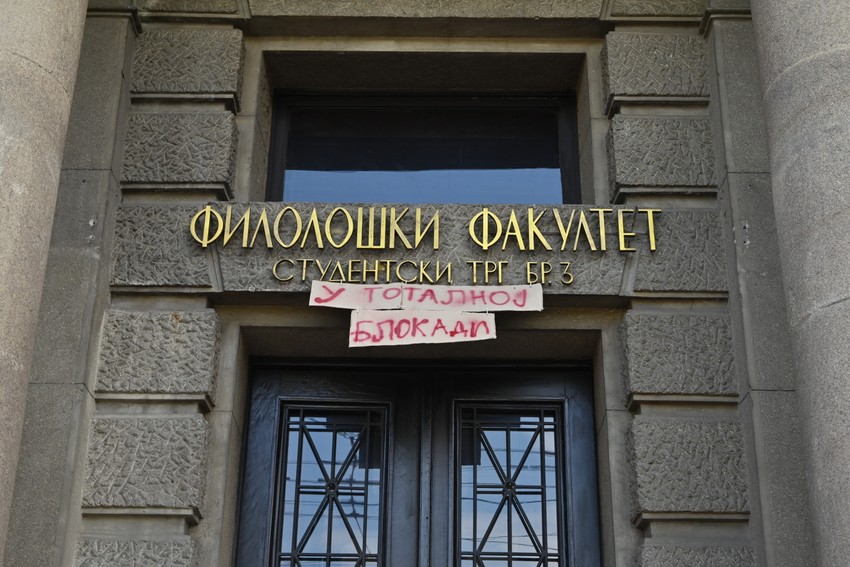 ФИЛОЛОШКИ ФАКУЛТЕТ
СТУДЕНТСКИ ТРГ БР. 3
У ТОТАЛНОЈ
БЛОКАДИ